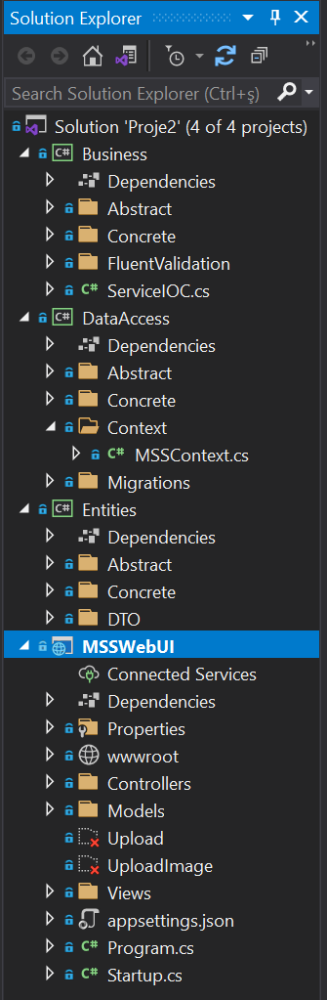 Solution Explorer
Search Solution Explorer (Ctrl+ş)
Solution 'Proje2' (4 of 4 projects)
C# Business
Dependencies
Abstract
Concrete
FluentValidation
C# ServiceIOC.cs
C# DataAccess
Dependencies
Abstract
Concrete
Context
C# MSSContext.cs
Migrations
C# Entities
Dependencies
Abstract
Concrete
DTO
MSSWebUI
Connected Services
Dependencies
Properties
wwwroot
Controllers
Models
Upload
UploadImage
Views
appsettings.json
C# Program.cs
C# Startup.cs